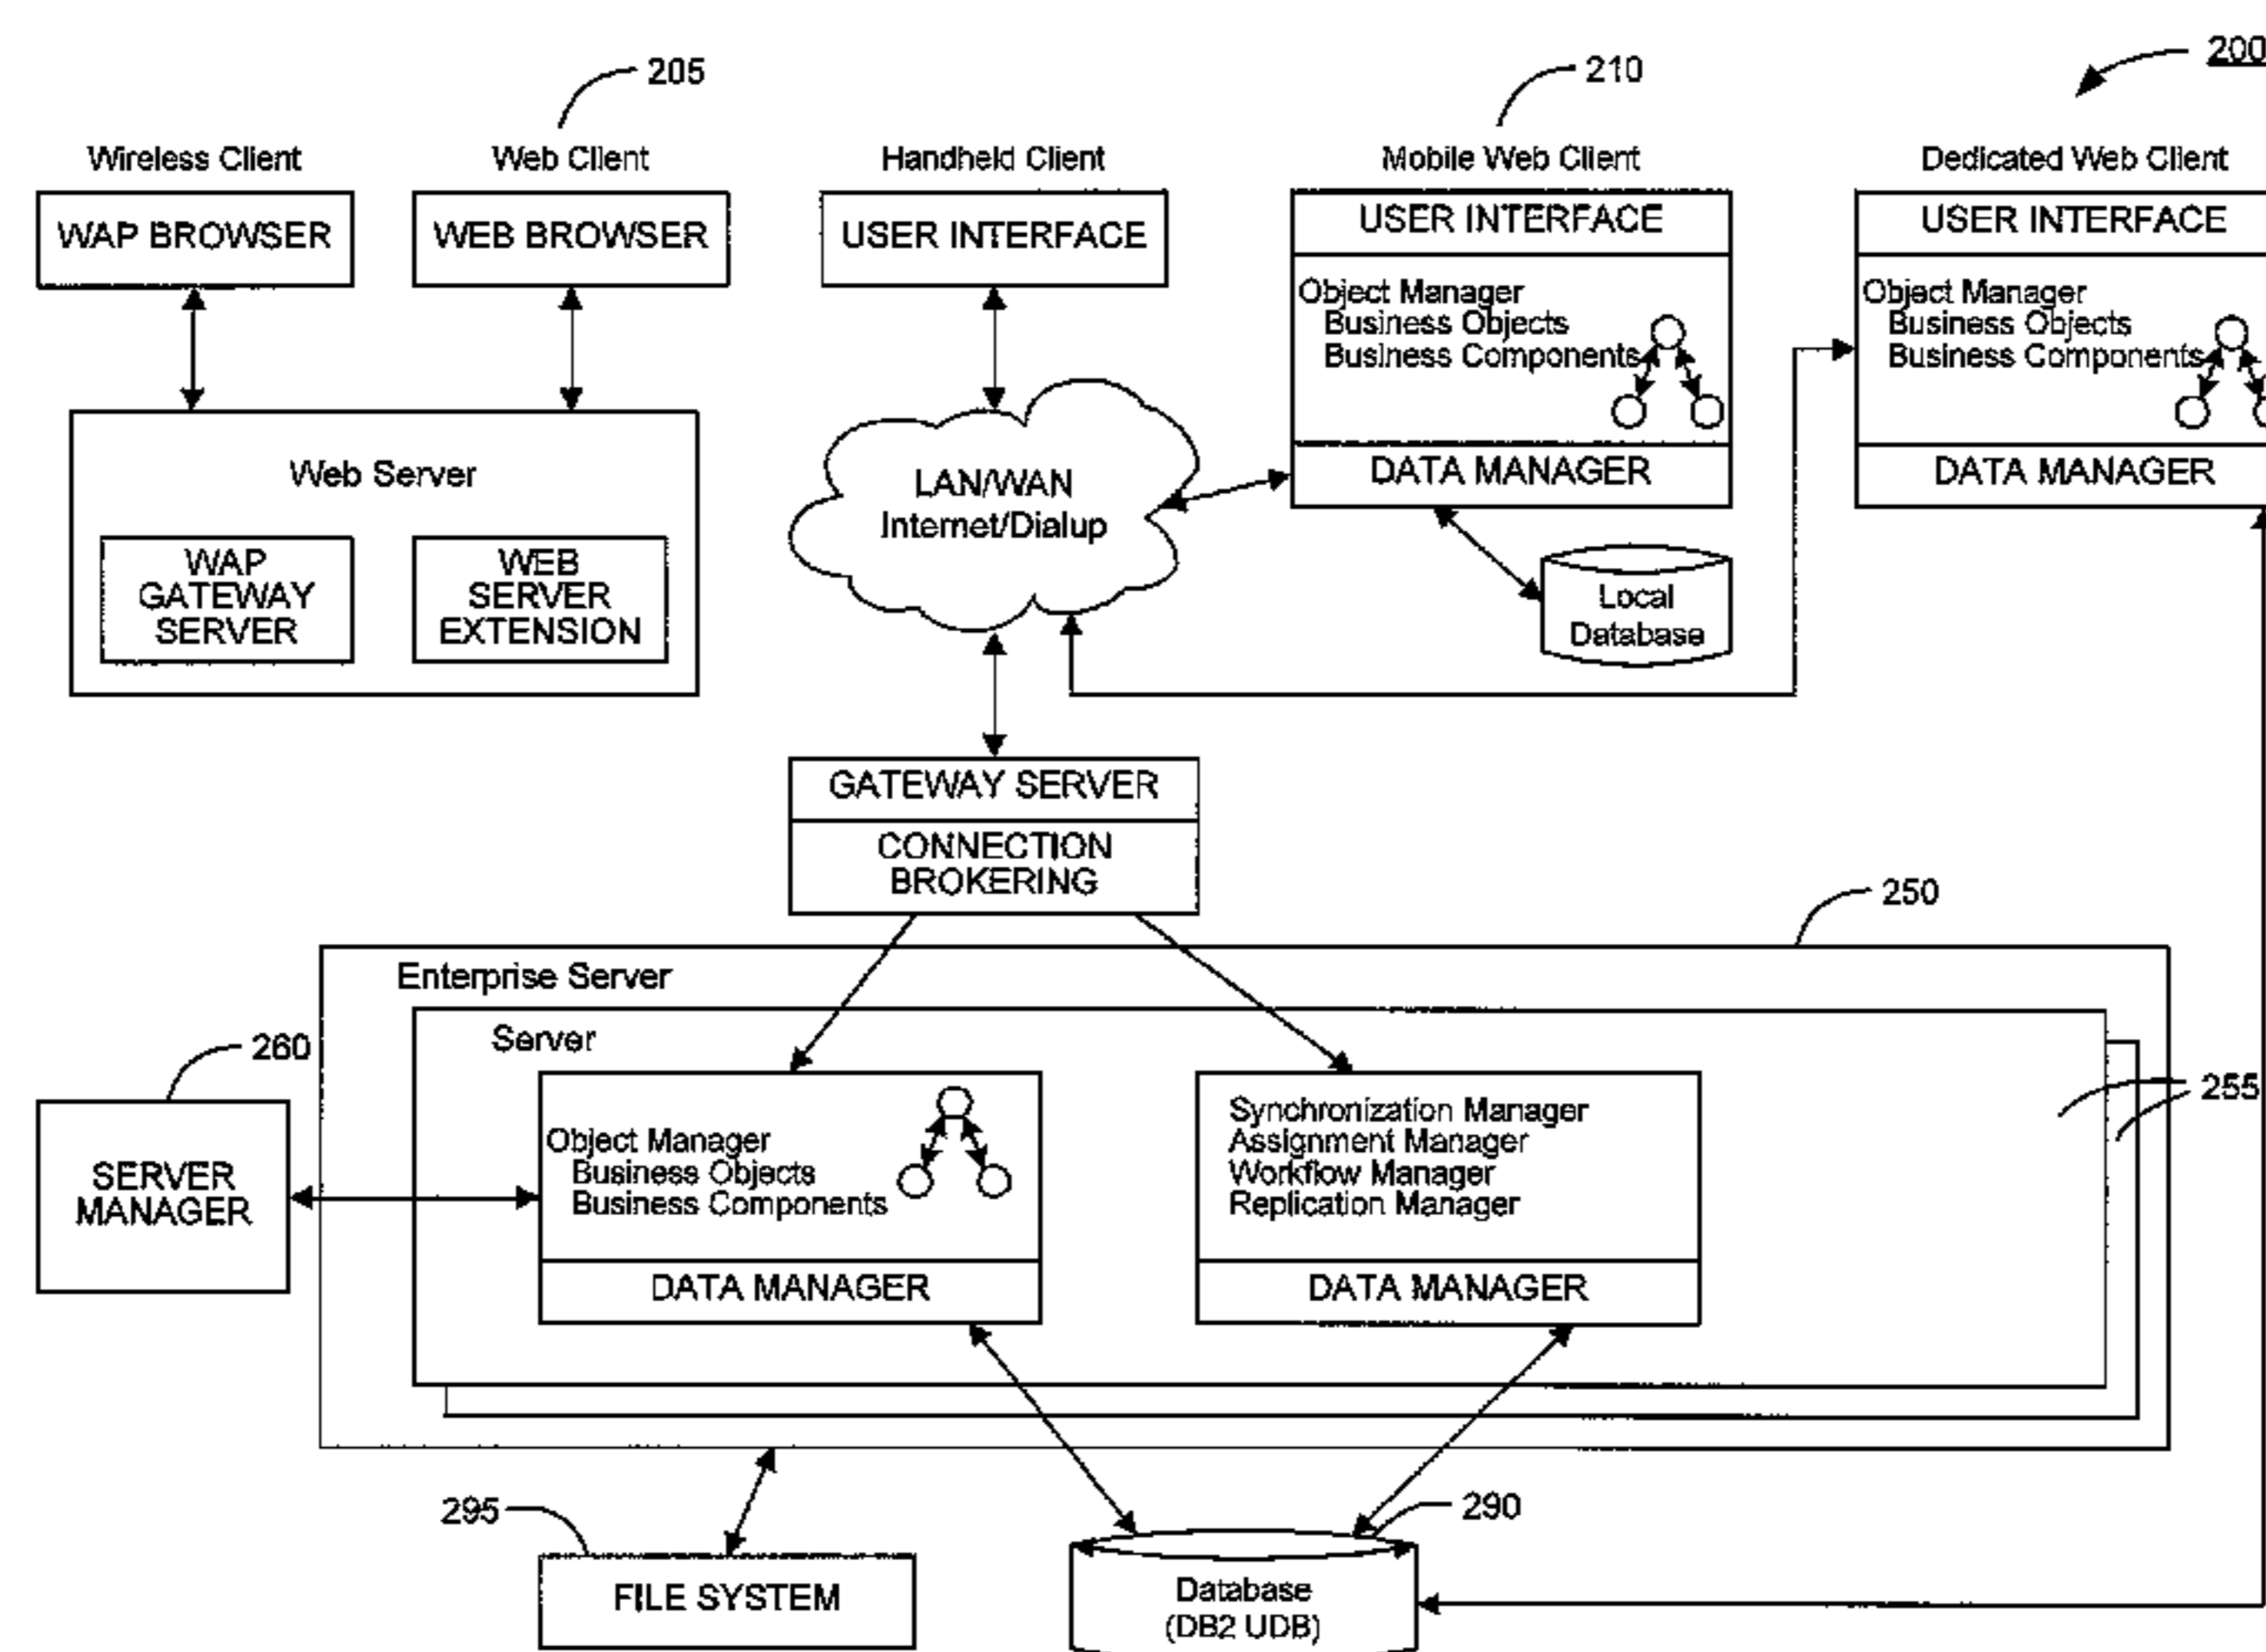 205
210
200
Wireless Client
Web Client
Handheld Client
Mobile Web Client
Dedicated Web Client
WAP BROWSER
WEB BROWSER
USER INTERFACE
USER INTERFACE
Object Manager
Business Objects
Business Components
DATA MANAGER
USER INTERFACE
Object Manager
Business Objects
Business Components
DATA MANAGER
Web Server
WAP
GATEWAY
SERVER
WEB
SERVER
EXTENSION
LAN/WAN
Internet/Dialup
Local
Database
GATEWAY SERVER
CONNECTION
BROKERING
250
Enterprise Server
Server
260
255
SERVER
MANAGER
Object Manager
Business Objects
Business Components
DATA MANAGER
Synchronization Manager
Assignment Manager
Workflow Manager
Replication Manager
DATA MANAGER
295
290
FILE SYSTEM
Database
(DB2 UDB)